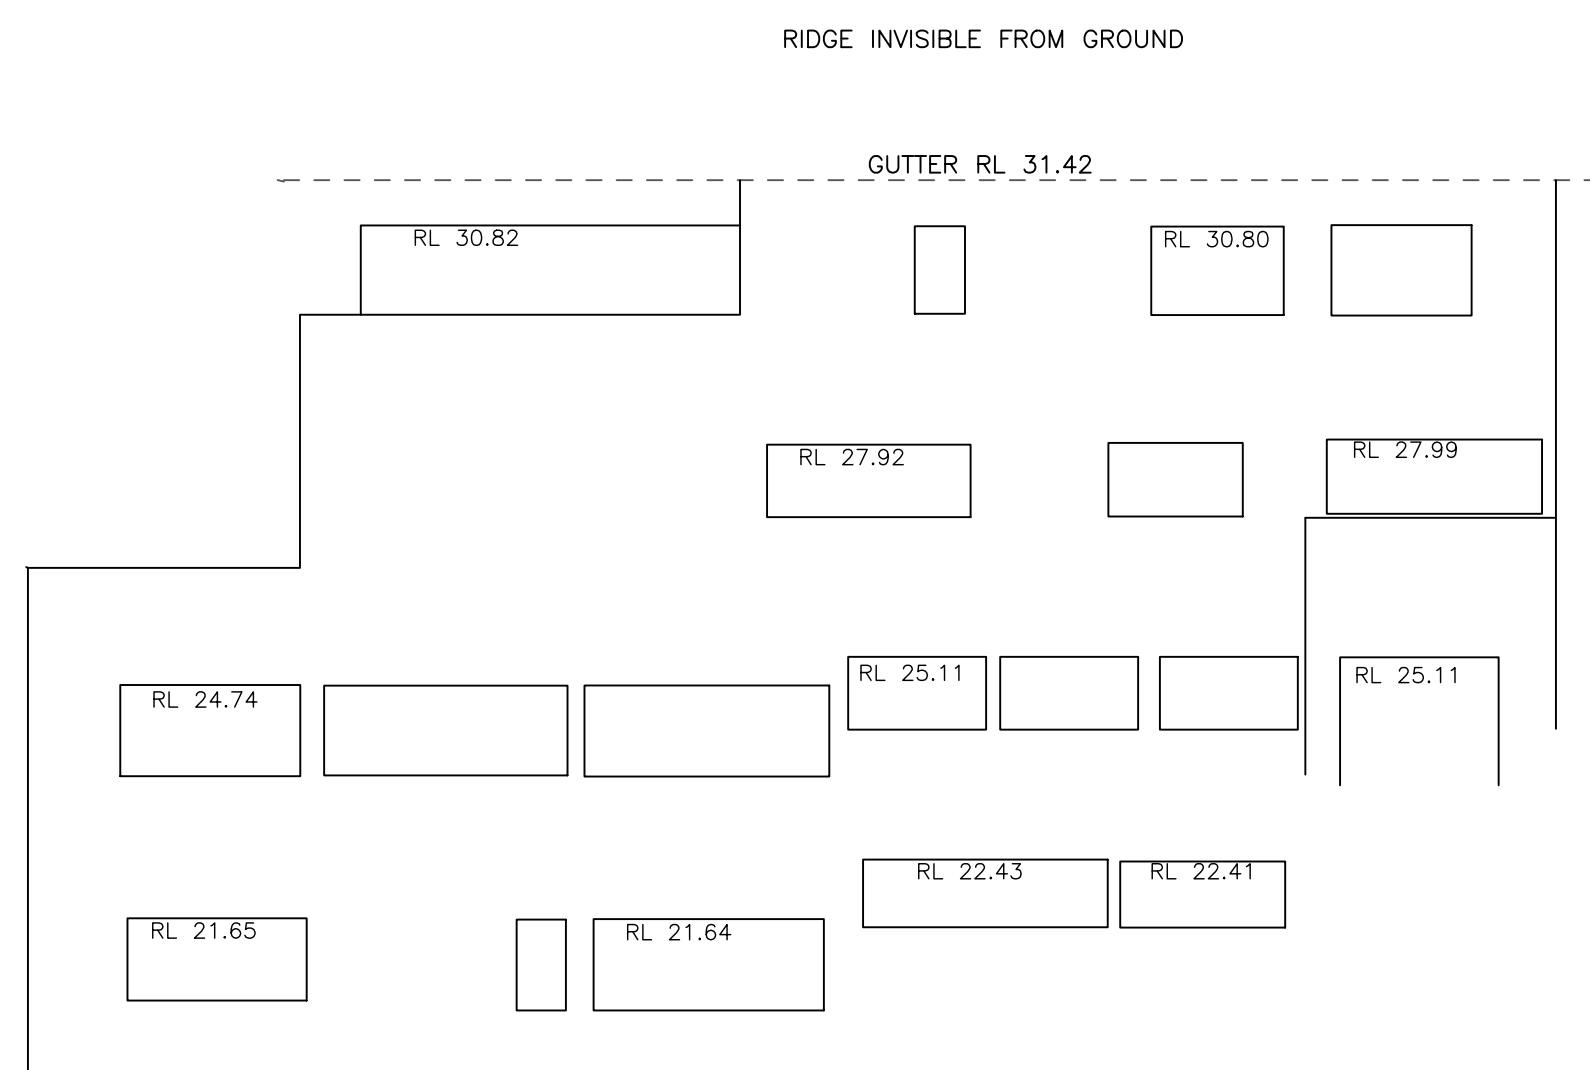 RIDGE INVISIBLE FROM GROUND
GUTTER RL 31.42
RL 30.82
RL 30.80
RL 27.92
RL 27.99
RL 24.74
RL 25.11
RL 25.11
RL 22.43
RL 22.41
RL 21.65
RL 21.64